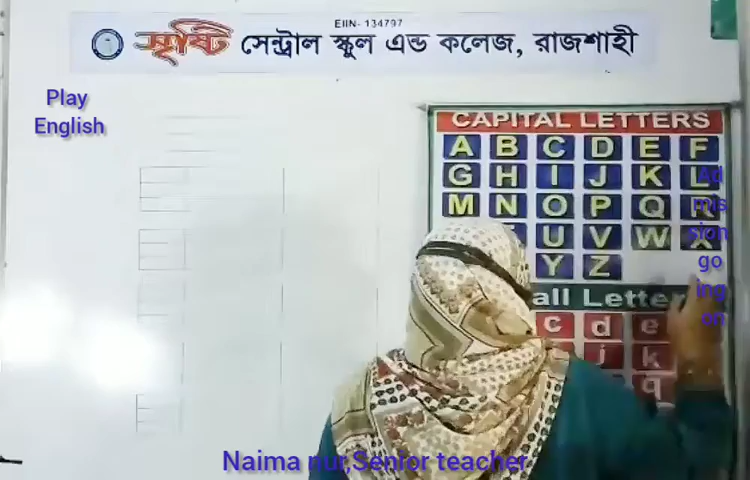 EIIN- 134797
সৃষ্টি সেন্ট্রাল স্কুল এন্ড কলেজ, রাজশাহী
Play
English
CAPITAL LETTERS
A B C D E F
G H I J K L
M N O P Q R
U V W X
Y Z
all Letter
c d e
j k
q
Ad
mis
sion
go
ing
on
Naima nur,Senior teacher